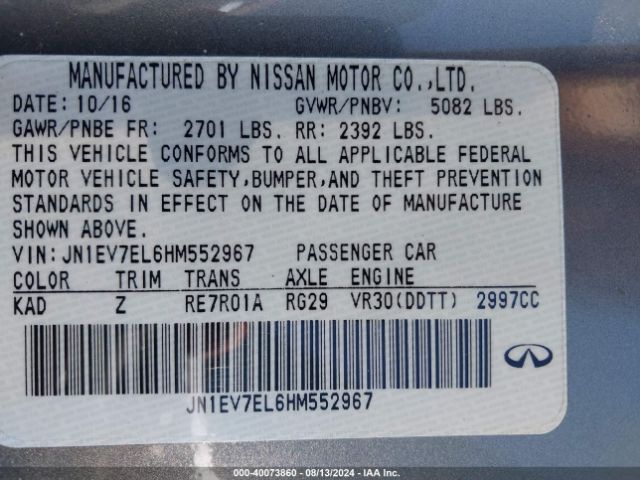 MANUFACTURED BY NISSAN MOTOR CO.,LTD.
DATE: 10/16 GVWR/PNBV: 5082 LBS.
GAWR/PNBE FR: 2701 LBS. RR: 2392 LBS.
THIS VEHICLE CONFORMS TO ALL APPLICABLE FEDERAL
MOTOR VEHICLE SAFETY,BUMPER,AND THEFT PREVENTION
STANDARDS IN EFFECT ON THE DATE OF MANUFACTURE
SHOWN ABOVE.
VIN:JN1EV7EL6HM552967 PASSENGER CAR
COLOR TRIM TRANS AXLE ENGINE
KAD Z RE7R01A RG29 VR30(DDTT) 2997CC
JN1EV7EL6HM552967
000-40073860 - 08/13/2024 - IAA Inc.